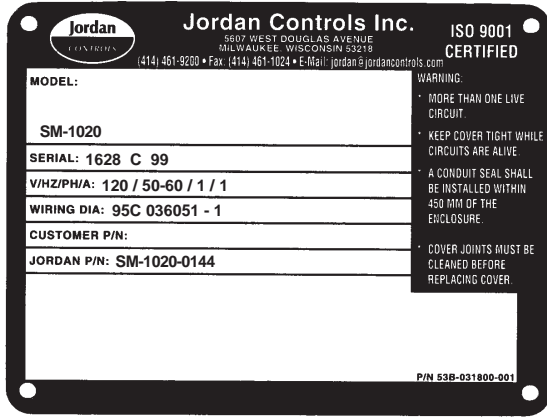 Jordan
CONTROLS
Jordan Controls Inc.
5607 WEST DOUGLAS AVENUE
MILWAUKEE, WISCONSIN 53218
(414) 461-9200 • Fax: (414) 461-1024 • E-Mail: jordan@jordancontrols.com
ISO 9001
CERTIFIED
MODEL:
SM-1020
SERIAL: 1628 C 99
V/HZ/PH/A: 120 / 50-60 / 1 / 1
WIRING DIA: 95C 036051 - 1
CUSTOMER P/N:
JORDAN P/N: SM-1020-0144
WARNING:
• MORE THAN ONE LIVE
CIRCUIT.
• KEEP COVER TIGHT WHILE
CIRCUITS ARE ALIVE.
• A CONDUIT SEAL SHALL
BE INSTALLED WITHIN
450 MM OF THE
ENCLOSURE.
• COVER JOINTS MUST BE
CLEANED BEFORE
REPLACING COVER.
P/N 53B-031800-001